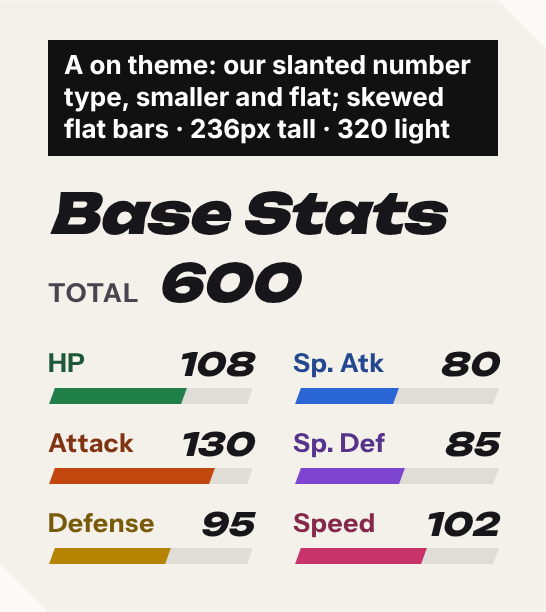 A on theme: our slanted number
type, smaller and flat; skewed
flat bars · 236px tall · 320 light
Base Stats
TOTAL 600
HP 108 Sp. Atk 80
Attack 130 Sp. Def 85
Defense 95 Speed 102